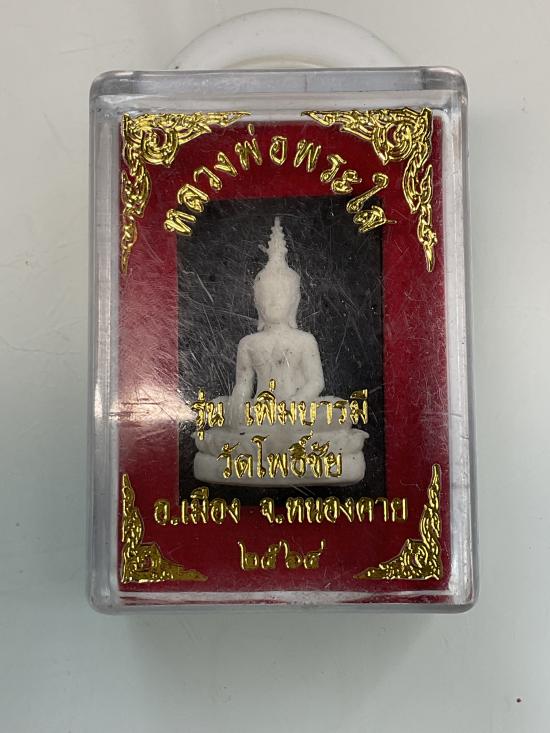 หลวงพ่อพระใส
รุ่น เพิ่มบารมี
วัดโพธิ์ชัย
อ.เมือง จ.หนองคาย
๒๕๖๔